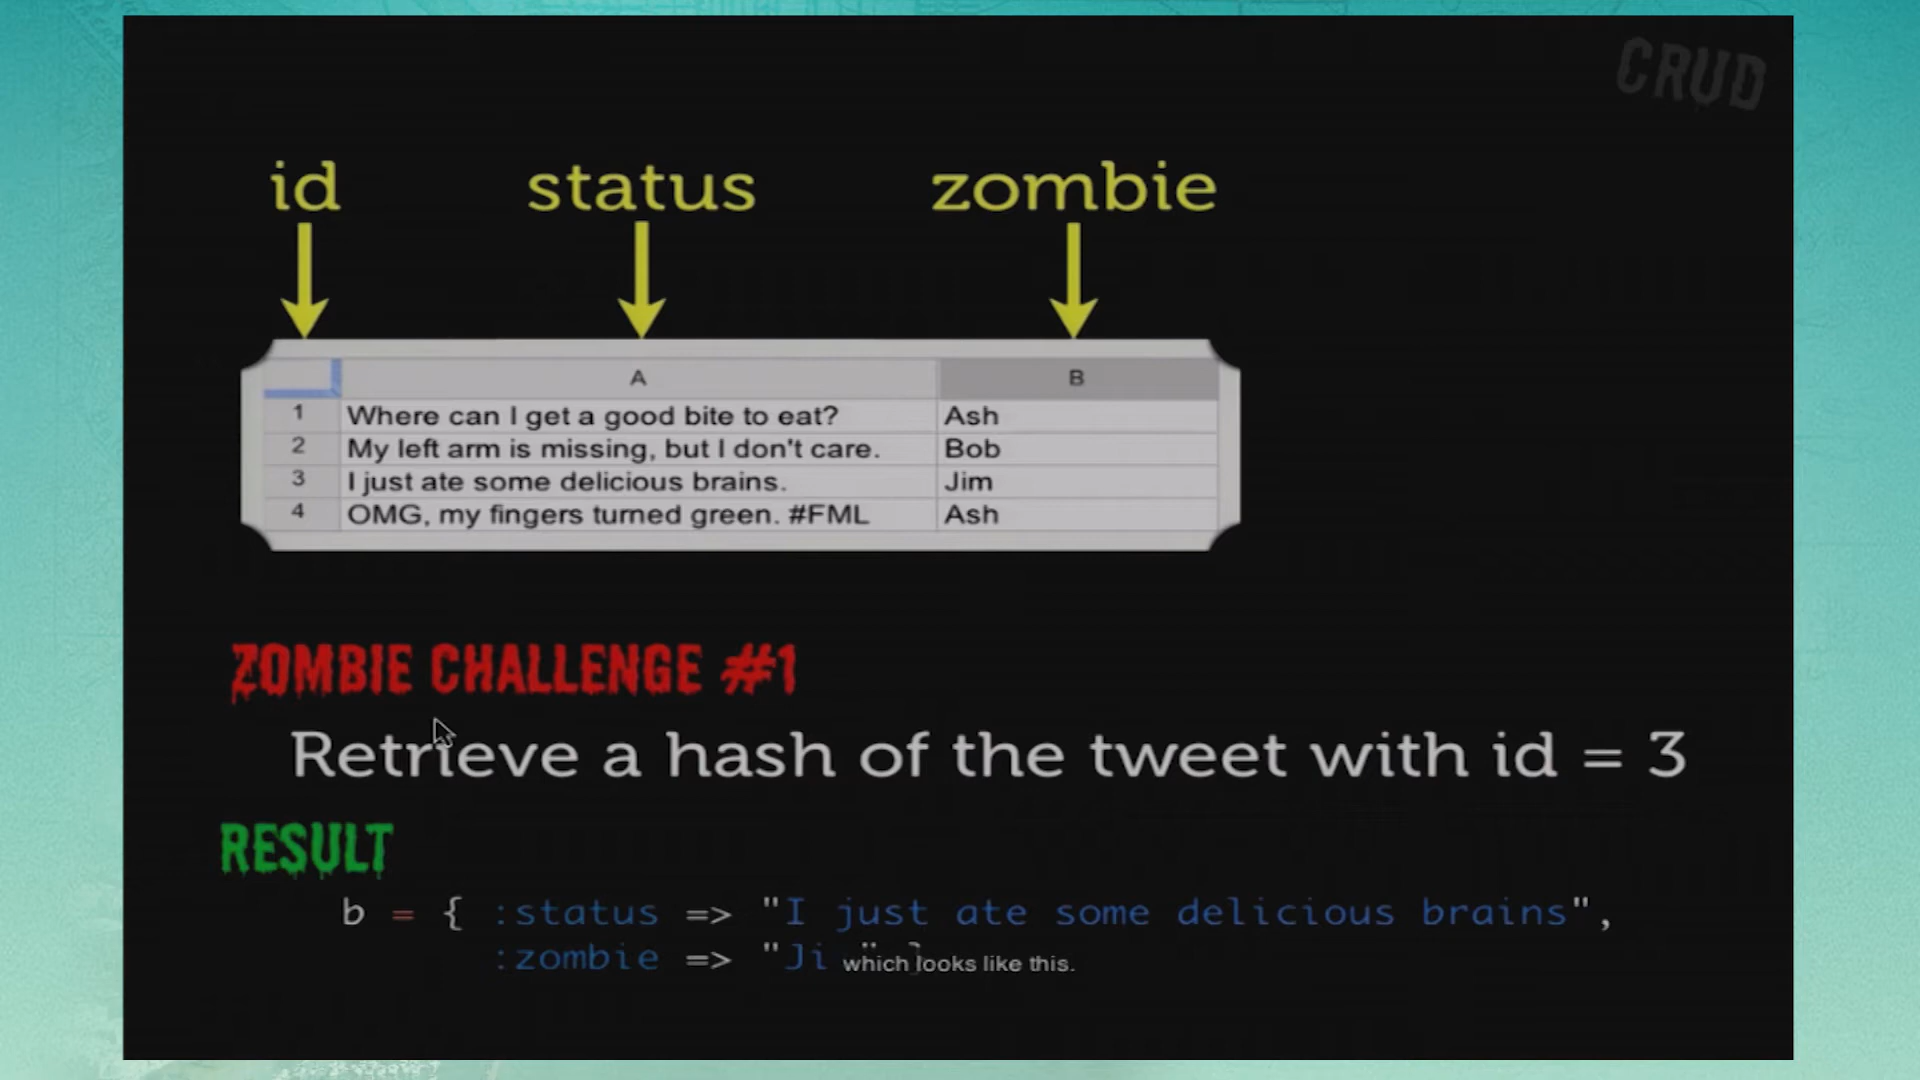 CRUD
id status zombie
A B
1 Where can I get a good bite to eat? Ash
2 My left arm is missing, but I don't care. Bob
3 I just ate some delicious brains. Jim
4 OMG, my fingers turned green. #FML Ash
ZOMBIE CHALLENGE #1
Retrieve a hash of the tweet with id = 3
RESULT
b = { :status => "I just ate some delicious brains",
:zombie => "Ji " }
which looks like this.